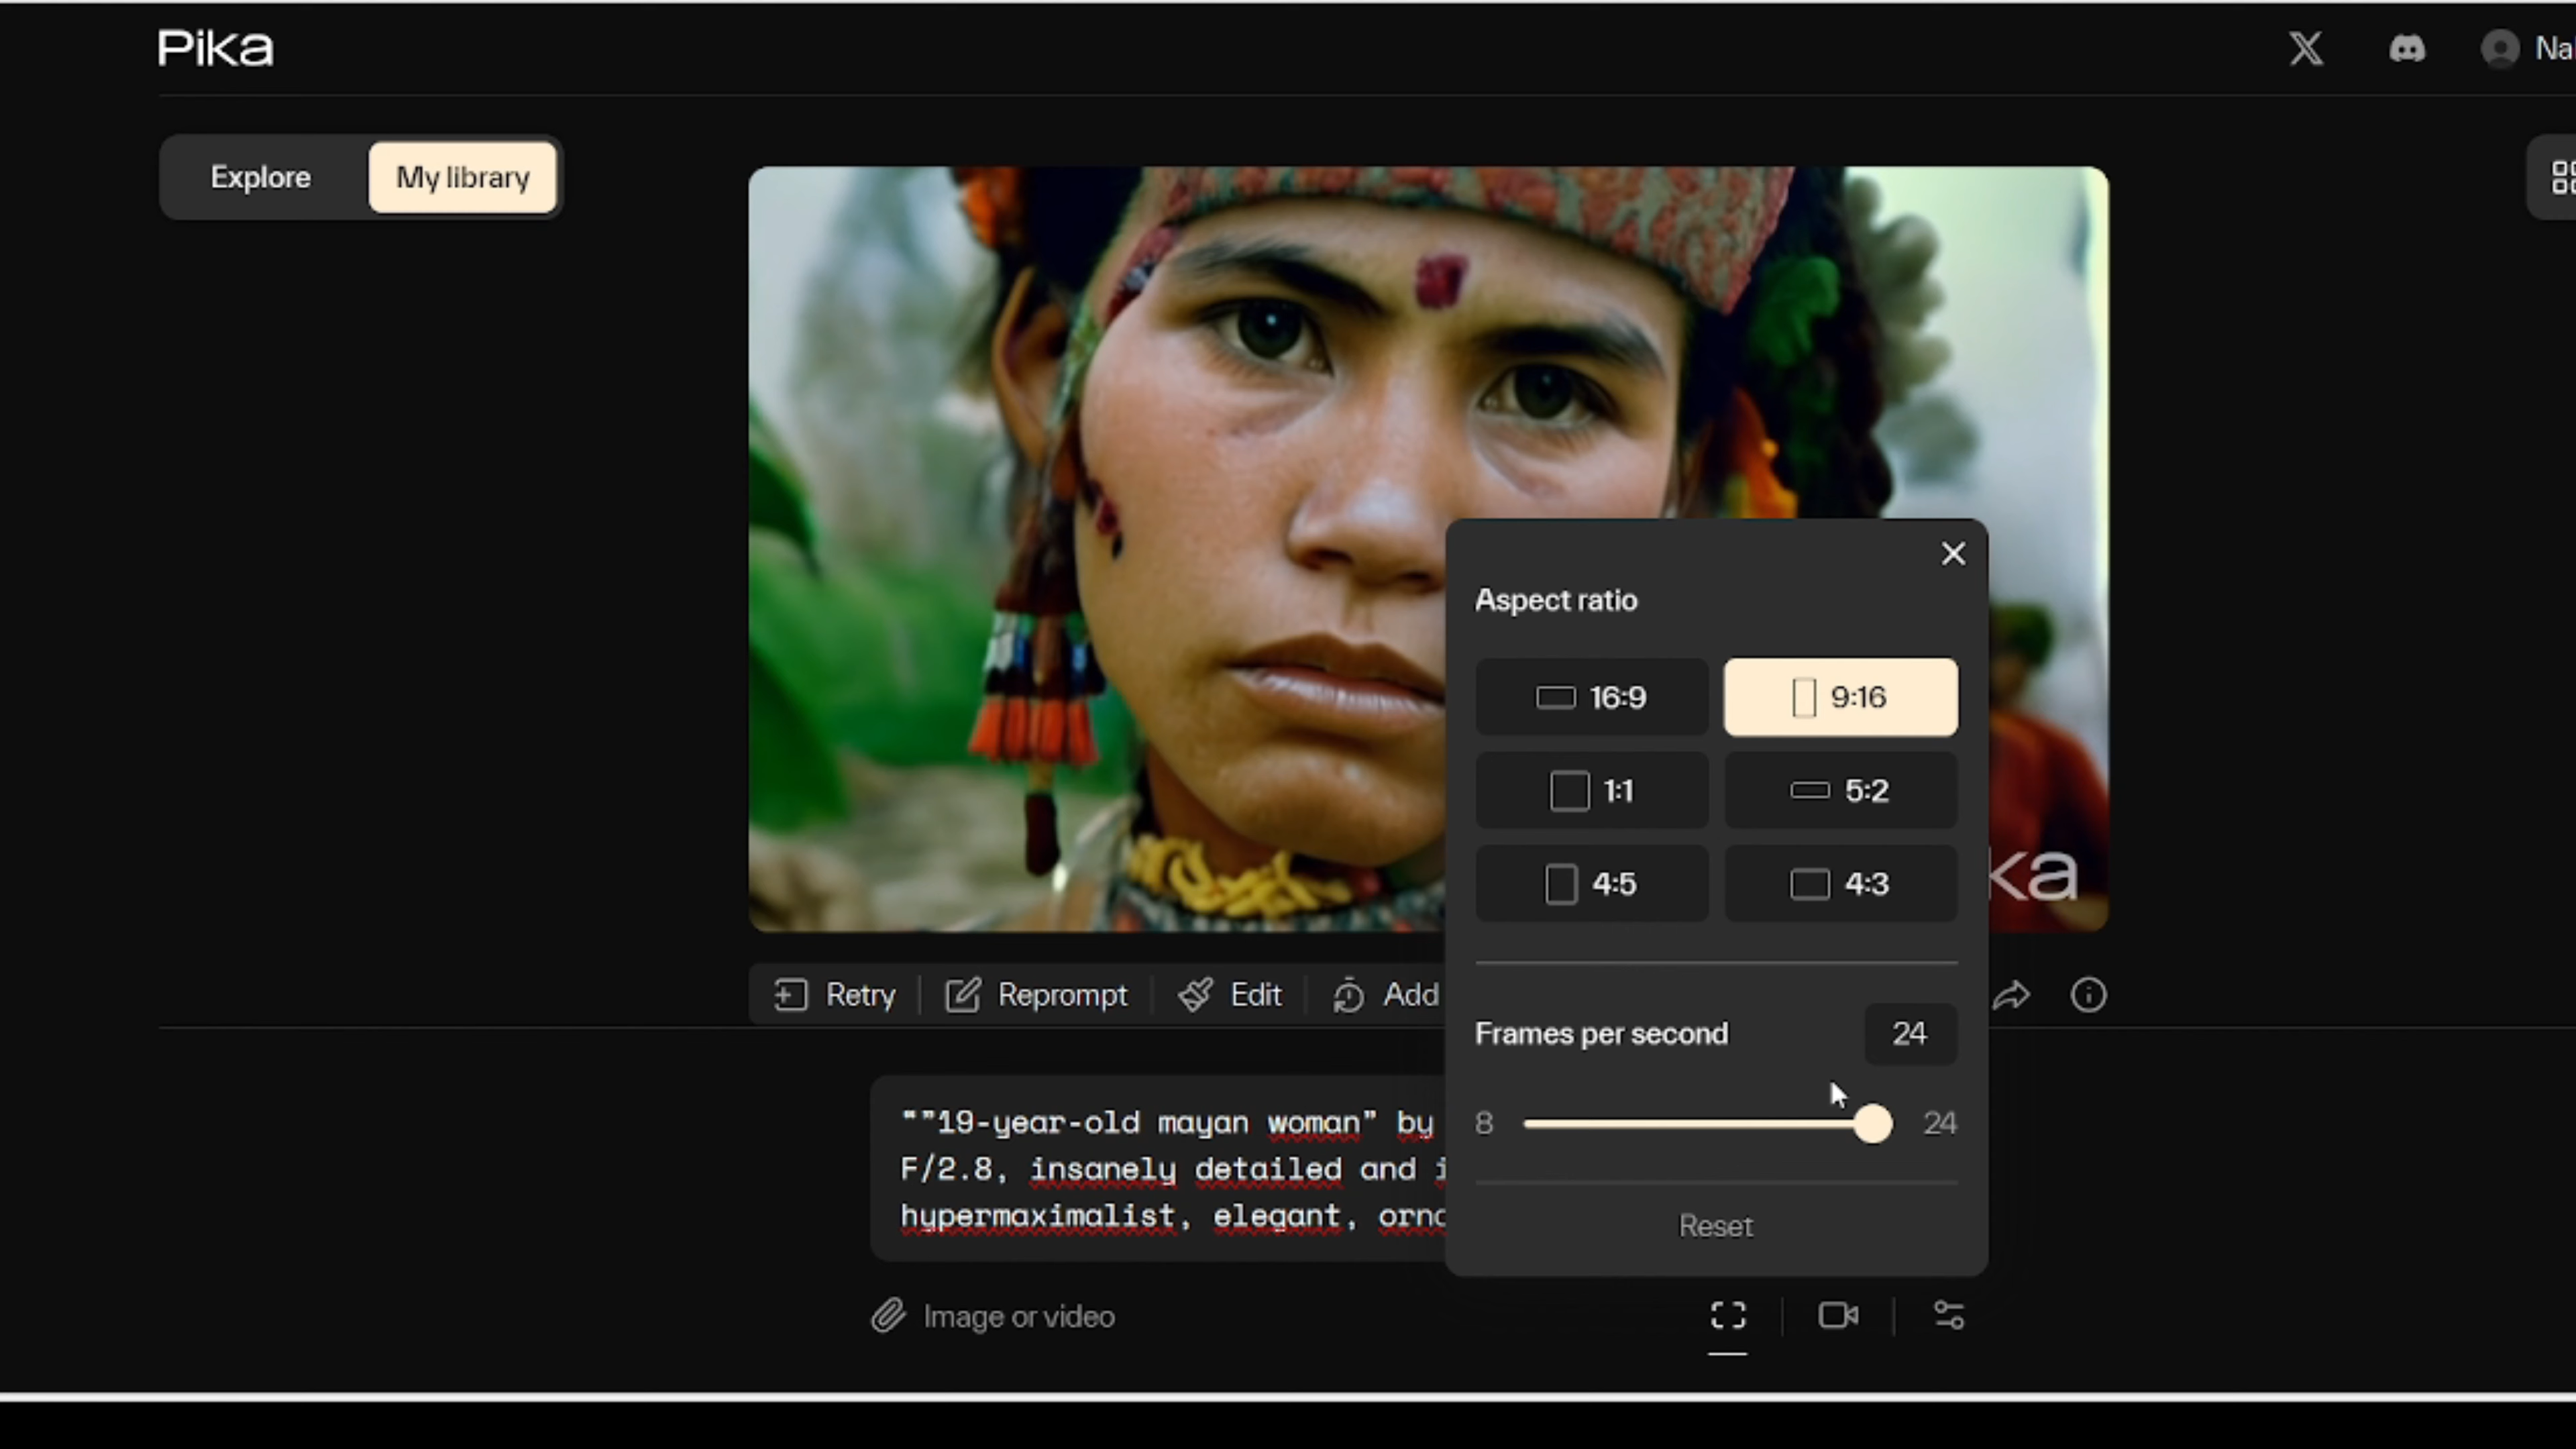 Pika
Explore
My library
Aspect ratio
16:9
9:16
1:1
5:2
4:5
4:3
Retry
Reprompt
Edit
Add
Frames per second
24
8
24
Reset
“”19-year-old mayan woman” by
F/2.8, insanely detailed and
hypermaximalist, elegant,
Image or video